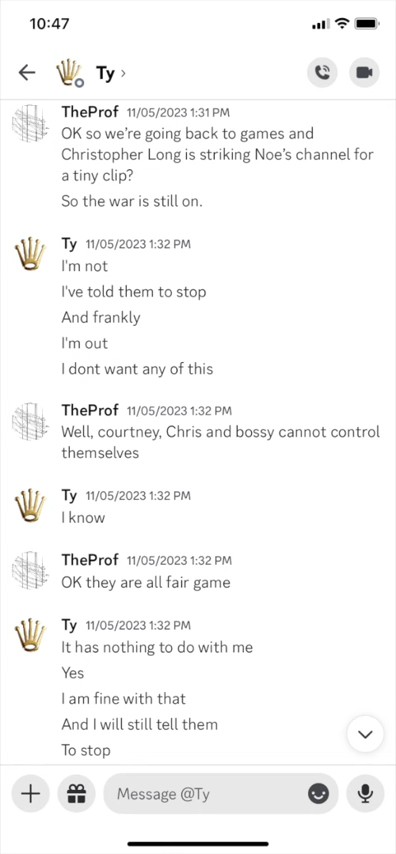 10:47
Ty
TheProf 11/05/2023 1:31 PM
OK so we're going back to games and
Christopher Long is striking Noe's channel for
a tiny clip?
So the war is still on.
Ty 11/05/2023 1:32 PM
I'm not
I've told them to stop
And frankly
I'm out
I dont want any of this
TheProf 11/05/2023 1:32 PM
Well, courtney, Chris and bossy cannot control
themselves
Ty 11/05/2023 1:32 PM
I know
TheProf 11/05/2023 1:32 PM
OK they are all fair game
Ty 11/05/2023 1:32 PM
It has nothing to do with me
Yes
I am fine with that
And I will still tell them
To stop
Message @Ty